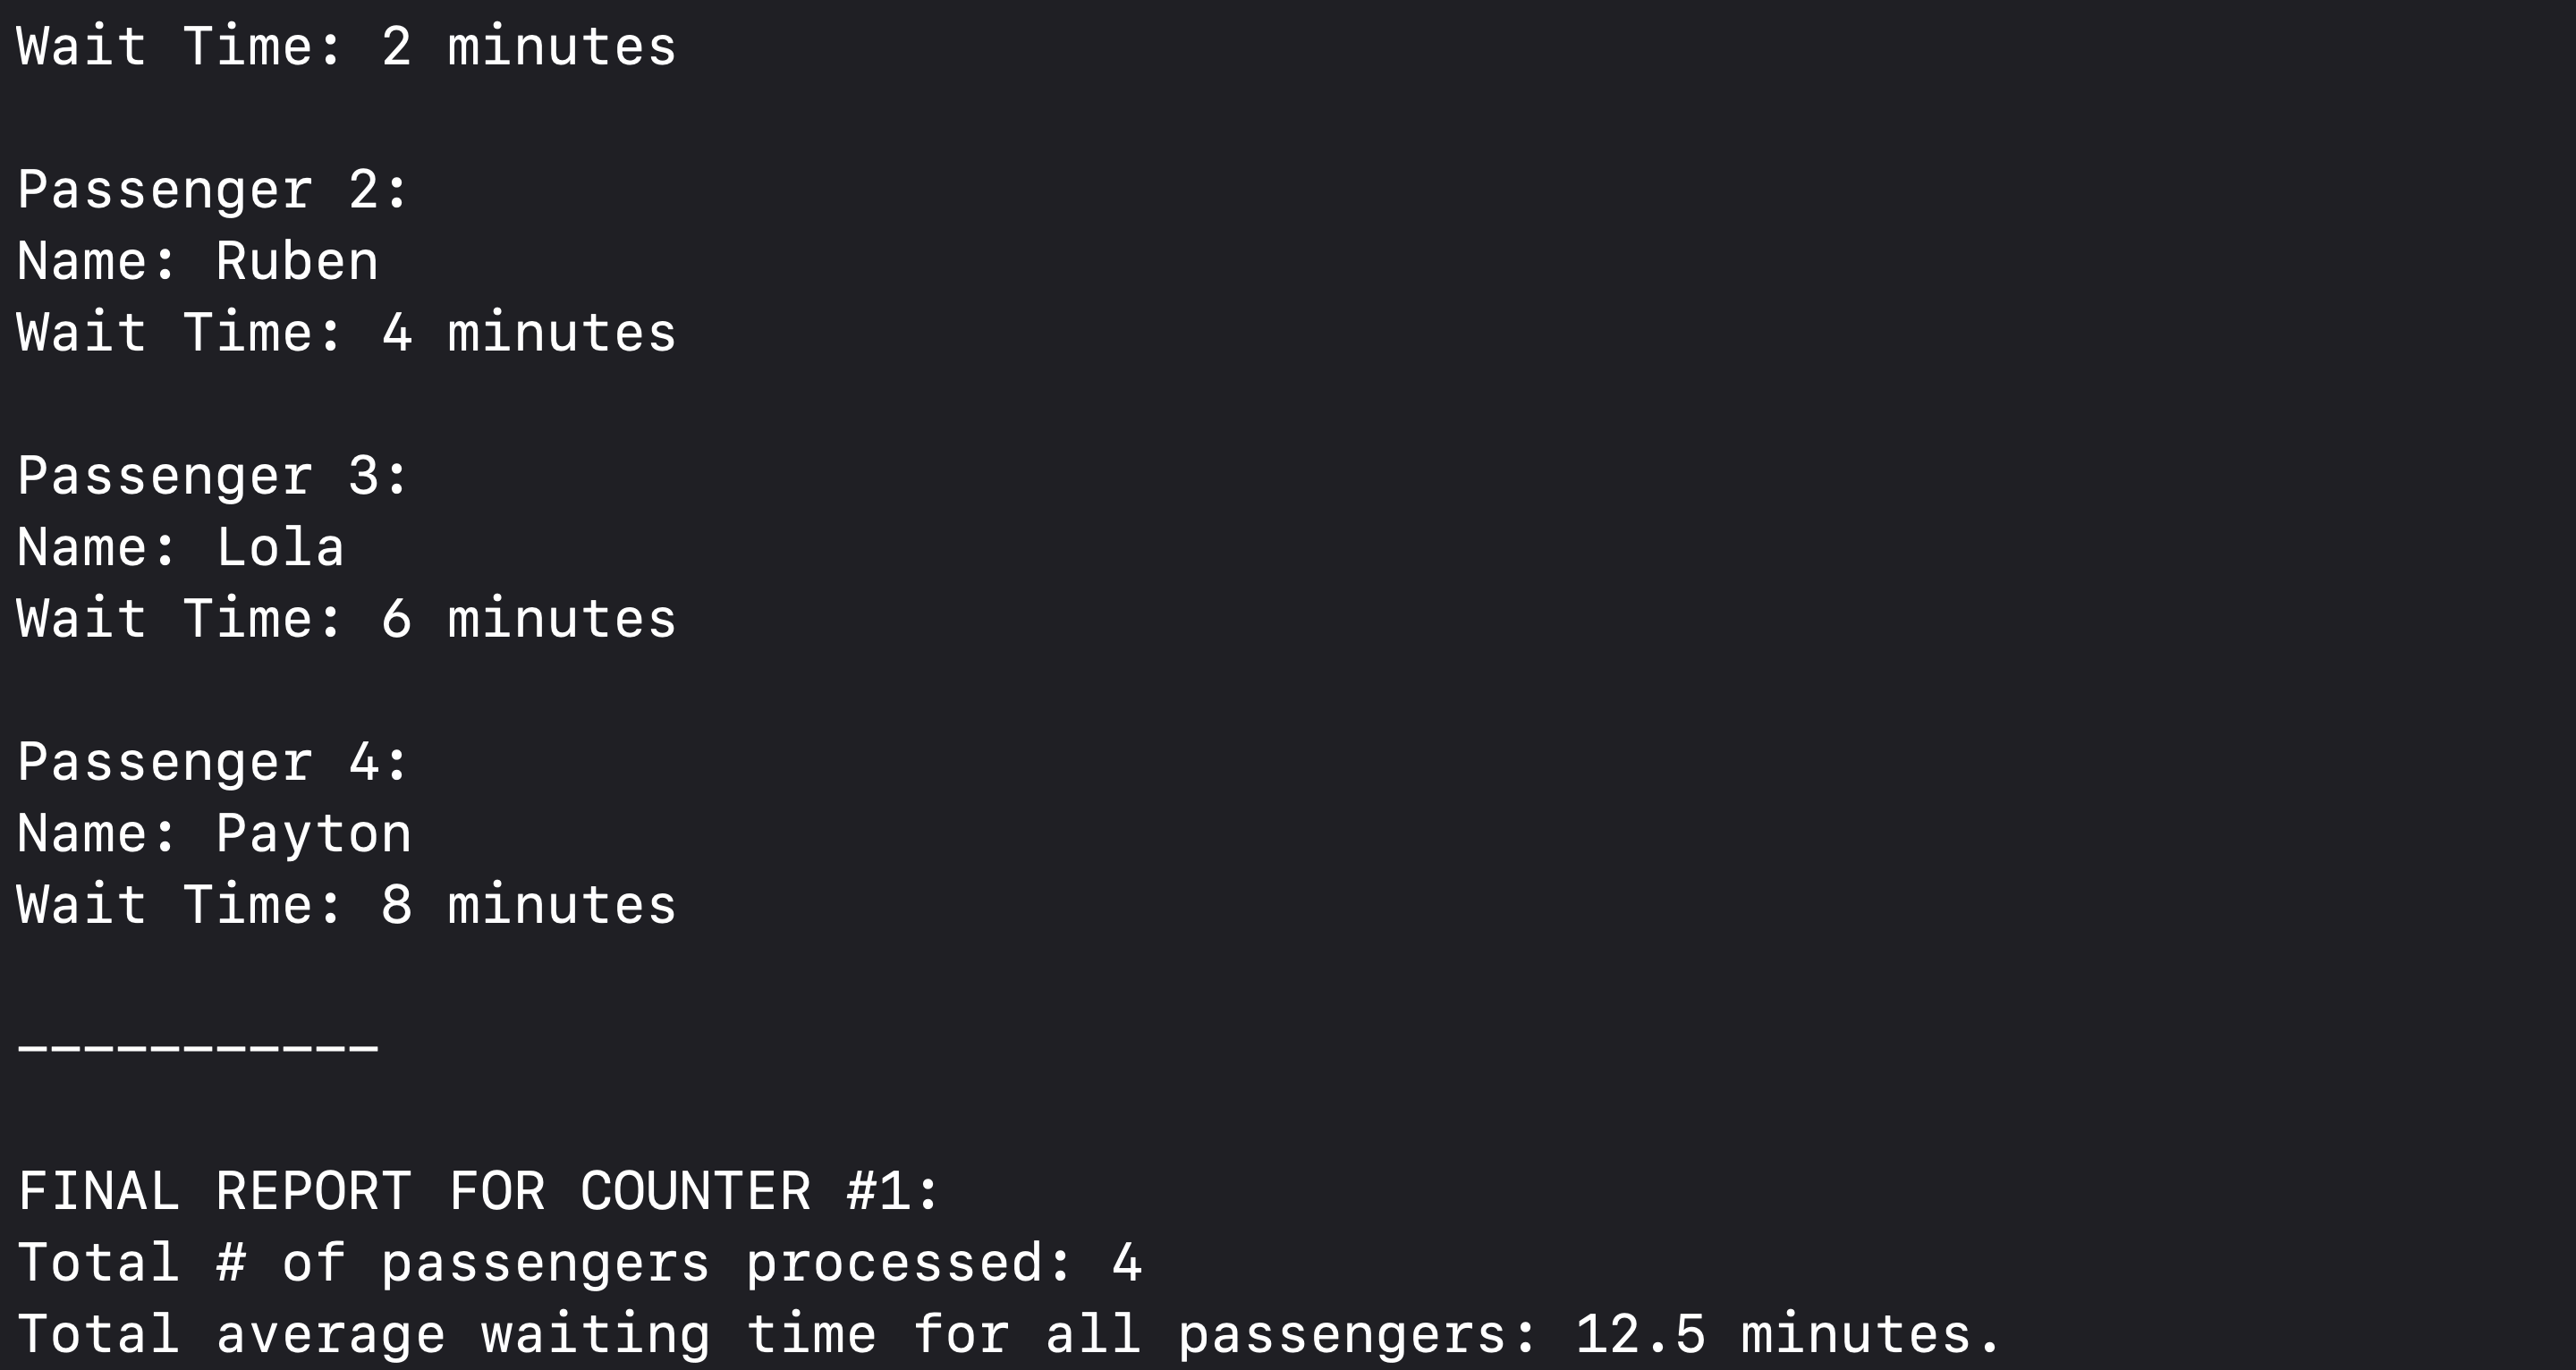 Wait Time: 2 minutes
Passenger 2:
Name: Ruben
Wait Time: 4 minutes
Passenger 3:
Name: Lola
Wait Time: 6 minutes
Passenger 4:
Name: Payton
Wait Time: 8 minutes
-----------
FINAL REPORT FOR COUNTER #1:
Total # of passengers processed: 4
Total average waiting time for all passengers: 12.5 minutes.